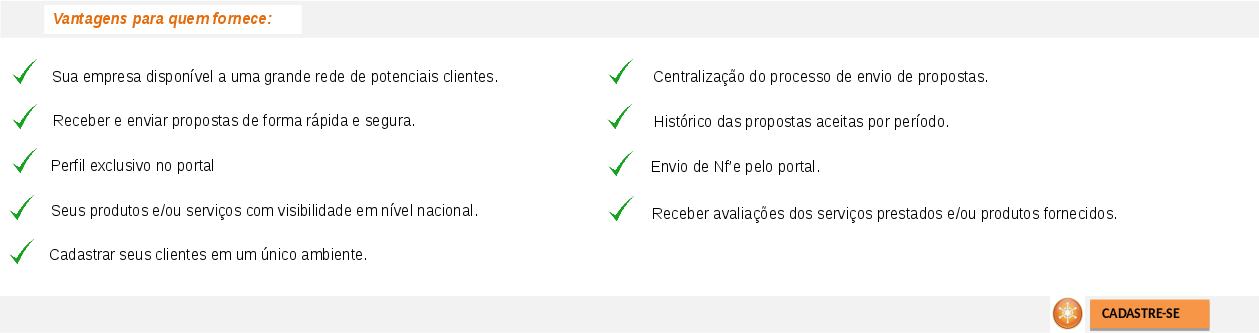 Vantagens para quem fornece:
Sua empresa disponível a uma grande rede de potenciais clientes.
Receber e enviar propostas de forma rápida e segura.
Perfil exclusivo no portal
Seus produtos e/ou serviços com visibilidade em nível nacional.
Cadastrar seus clientes em um único ambiente.
Centralização do processo de envio de propostas.
Histórico das propostas aceitas por período.
Envio de Nf'e pelo portal.
Receber avaliações dos serviços prestados e/ou produtos fornecidos.
CADASTRE-SE